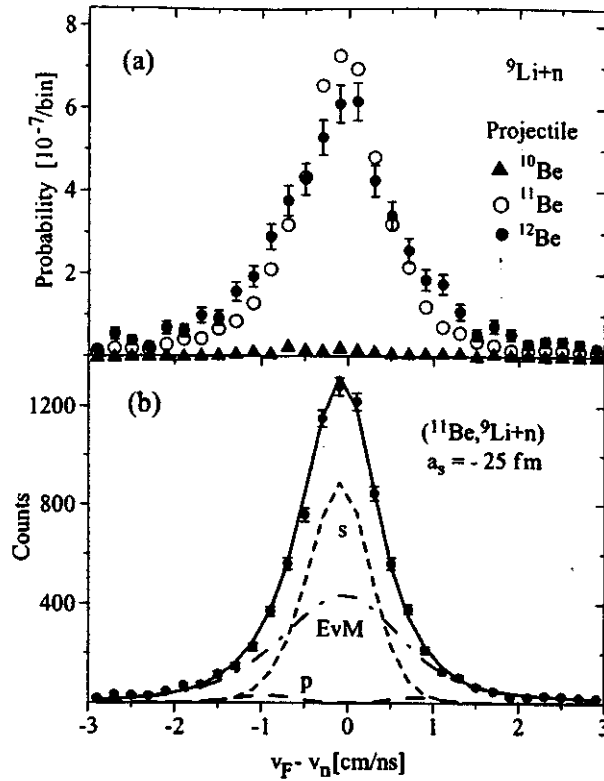 8
6
4
2
Probability [10⁻⁷/bin]
(a)
⁹Li+n
Projectile
▲ ¹⁰Be
○ ¹¹Be
● ¹²Be
1200
800
400
Counts
(b)
(¹¹Be,⁹Li+n)
aₛ = - 25 fm
s
EvM
p
-3 -2 -1 0 1 2 3
v_F - v_n [cm/ns]